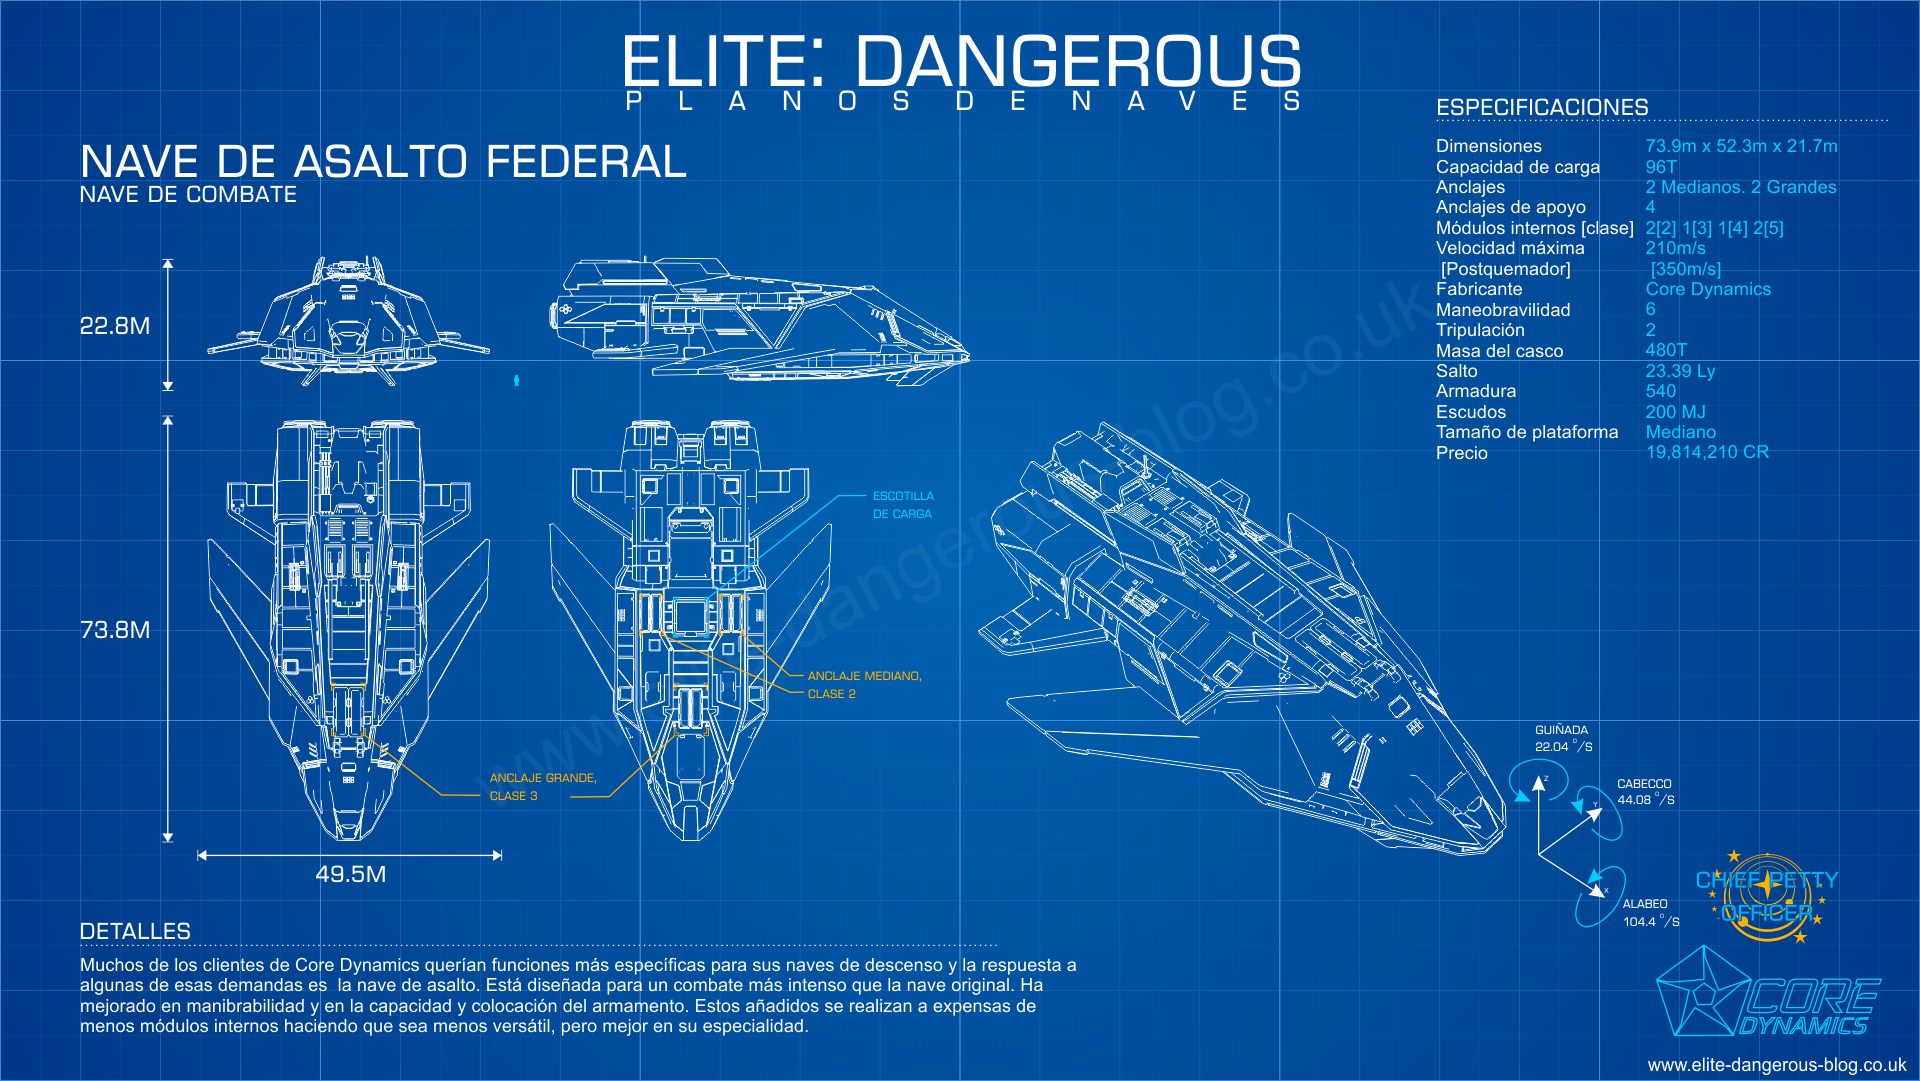 ELITE: DANGEROUS
PLANOS DE NAVES
NAVE DE ASALTO FEDERAL
NAVE DE COMBATE
ESPECIFICACIONES
Dimensiones 73.9m x 52.3m x 21.7m
Capacidad de carga 96T
Anclajes 2 Medianos. 2 Grandes
Anclajes de apoyo 4
Módulos internos [clase] 2[2] 1[3] 1[4] 2[5]
Velocidad máxima 210m/s
[Postquemador] [350m/s]
Fabricante Core Dynamics
Maneobravilidad 6
Tripulación 2
Masa del casco 480T
Salto 23.39 Ly
Armadura 540
Escudos 200 MJ
Tamaño de plataforma Mediano
Precio 19,814,210 CR
22.8M
73.8M
49.5M
ESCOTILLA
DE CARGA
ANCLAJE MEDIANO,
CLASE 2
ANCLAJE GRANDE,
CLASE 3
www.elite-dangerous-blog.co.uk
GUIÑADA
22.04 º/S
Z
CABECCO
44.08 º/S
Y
X
ALABEO
104.4 º/S
CHIEF PETTY
OFFICER
CORE
DYNAMICS
DETALLES
Muchos de los clientes de Core Dynamics querían funciones más específicas para sus naves de descenso y la respuesta a
algunas de esas demandas es la nave de asalto. Está diseñada para un combate más intenso que la nave original. Ha
mejorado en manibrabilidad y en la capacidad y colocación del armamento. Estos añadidos se realizan a expensas de
menos módulos internos haciendo que sea menos versátil, pero mejor en su especialidad.
www.elite-dangerous-blog.co.uk